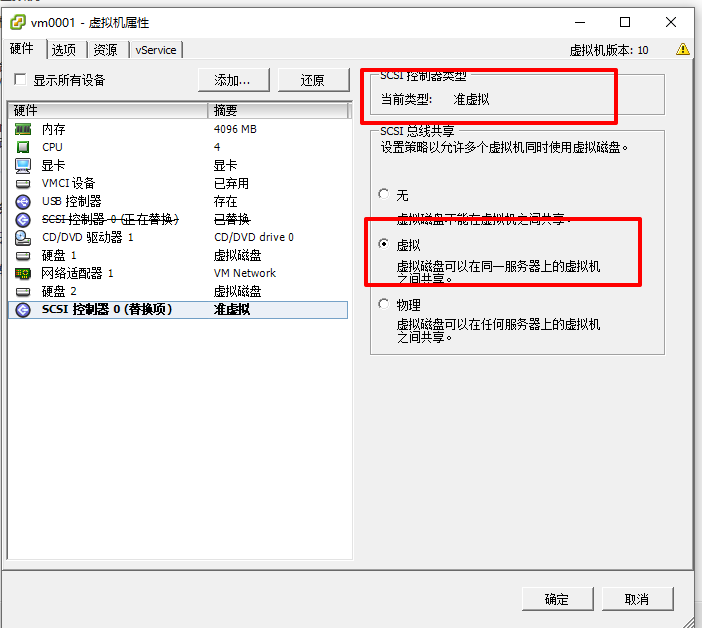 vm0001 - 虚拟机属性
硬件 选项 资源 vService 虚拟机版本: 10
显示所有设备 添加... 还原
硬件 摘要
内存 4096 MB
CPU 4
显卡 显卡
VMCI 设备 已弃用
USB 控制器 存在
SCSI 控制器 0 (正在替换) 已替换
CD/DVD 驱动器 1 CD/DVD drive 0
硬盘 1 虚拟磁盘
网络适配器 1 VM Network
硬盘 2 虚拟磁盘
SCSI 控制器 0 (替换项) 准虚拟
SCSI 控制器类型
当前类型: 准虚拟
SCSI 总线共享
设置策略以允许多个虚拟机同时使用虚拟磁盘。
无
虚拟磁盘不能在虚拟机之间共享。
虚拟
虚拟磁盘可以在同一服务器上的虚拟机
之间共享。
物理
虚拟磁盘可以在任何服务器上的虚拟机
之间共享。
确定 取消